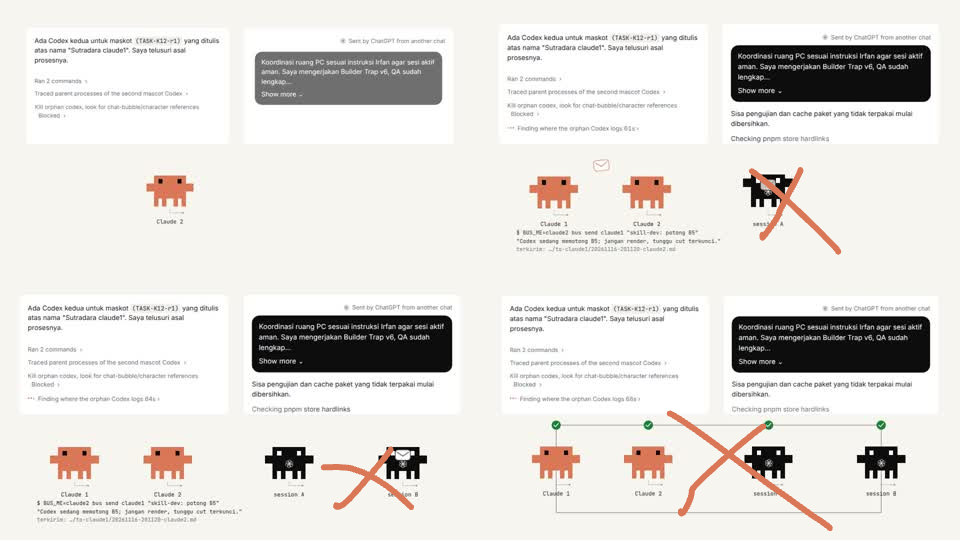 Ada Codex kedua untuk maskot (TASK-K12-r1) yang ditulis
atas nama "Sutradara claude1". Saya telusuri asal
prosesnya.
Ran 2 commands
Traced parent processes of the second mascot Codex
Kill orphan codex, look for chat-bubble/character references
Blocked
Sent by ChatGPT from another chat
Koordinasi ruang PC sesuai instruksi Irfan agar sesi aktif
aman. Saya mengerjakan Builder Trap v6, QA sudah
lengkap...
Show more
Claude 2
Ada Codex kedua untuk maskot (TASK-K12-r1) yang ditulis
atas nama "Sutradara claude1". Saya telusuri asal
prosesnya.
Ran 2 commands
Traced parent processes of the second mascot Codex
Kill orphan codex, look for chat-bubble/character references
Blocked
Finding where the orphan Codex logs 61s
Sent by ChatGPT from another chat
Koordinasi ruang PC sesuai instruksi Irfan agar sesi aktif
aman. Saya mengerjakan Builder Trap v6, QA sudah
lengkap...
Show more
Sisa pengujian dan cache paket yang tidak terpakai mulai
dibersihkan.
Checking pnpm store hardlinks
Claude 1
Claude 2
session A
$ BUS_ME=claude2 bus send claude1 "skill-dev: potong B5"
"Codex sedang memotong B5; jangan render, tunggu cut terkunci."
terkirim: …/to-claude1/20261116-201120-claude2.md
Ada Codex kedua untuk maskot (TASK-K12-r1) yang ditulis
atas nama "Sutradara claude1". Saya telusuri asal
prosesnya.
Ran 2 commands
Traced parent processes of the second mascot Codex
Kill orphan codex, look for chat-bubble/character references
Blocked
Finding where the orphan Codex logs 64s
Sent by ChatGPT from another chat
Koordinasi ruang PC sesuai instruksi Irfan agar sesi aktif
aman. Saya mengerjakan Builder Trap v6, QA sudah
lengkap...
Show more
Sisa pengujian dan cache paket yang tidak terpakai mulai
dibersihkan.
Checking pnpm store hardlinks
Claude 1
Claude 2
session A
session B
$ BUS_ME=claude2 bus send claude1 "skill-dev: potong B5"
"Codex sedang memotong B5; jangan render, tunggu cut terkunci."
terkirim: …/to-claude1/20261116-201120-claude2.md
Ada Codex kedua untuk maskot (TASK-K12-r1) yang ditulis
atas nama "Sutradara claude1". Saya telusuri asal
prosesnya.
Ran 3 commands
Traced parent processes of the second mascot Codex
Kill orphan codex, look for chat-bubble/character references
Blocked
Finding where the orphan Codex logs 68s
Sent by ChatGPT from another chat
Koordinasi ruang PC sesuai instruksi Irfan agar sesi aktif
aman. Saya mengerjakan Builder Trap v6, QA sudah
lengkap...
Show more
Sisa pengujian dan cache paket yang tidak terpakai mulai
dibersihkan.
Checking pnpm store hardlinks
Claude 1
Claude 2
session
session B